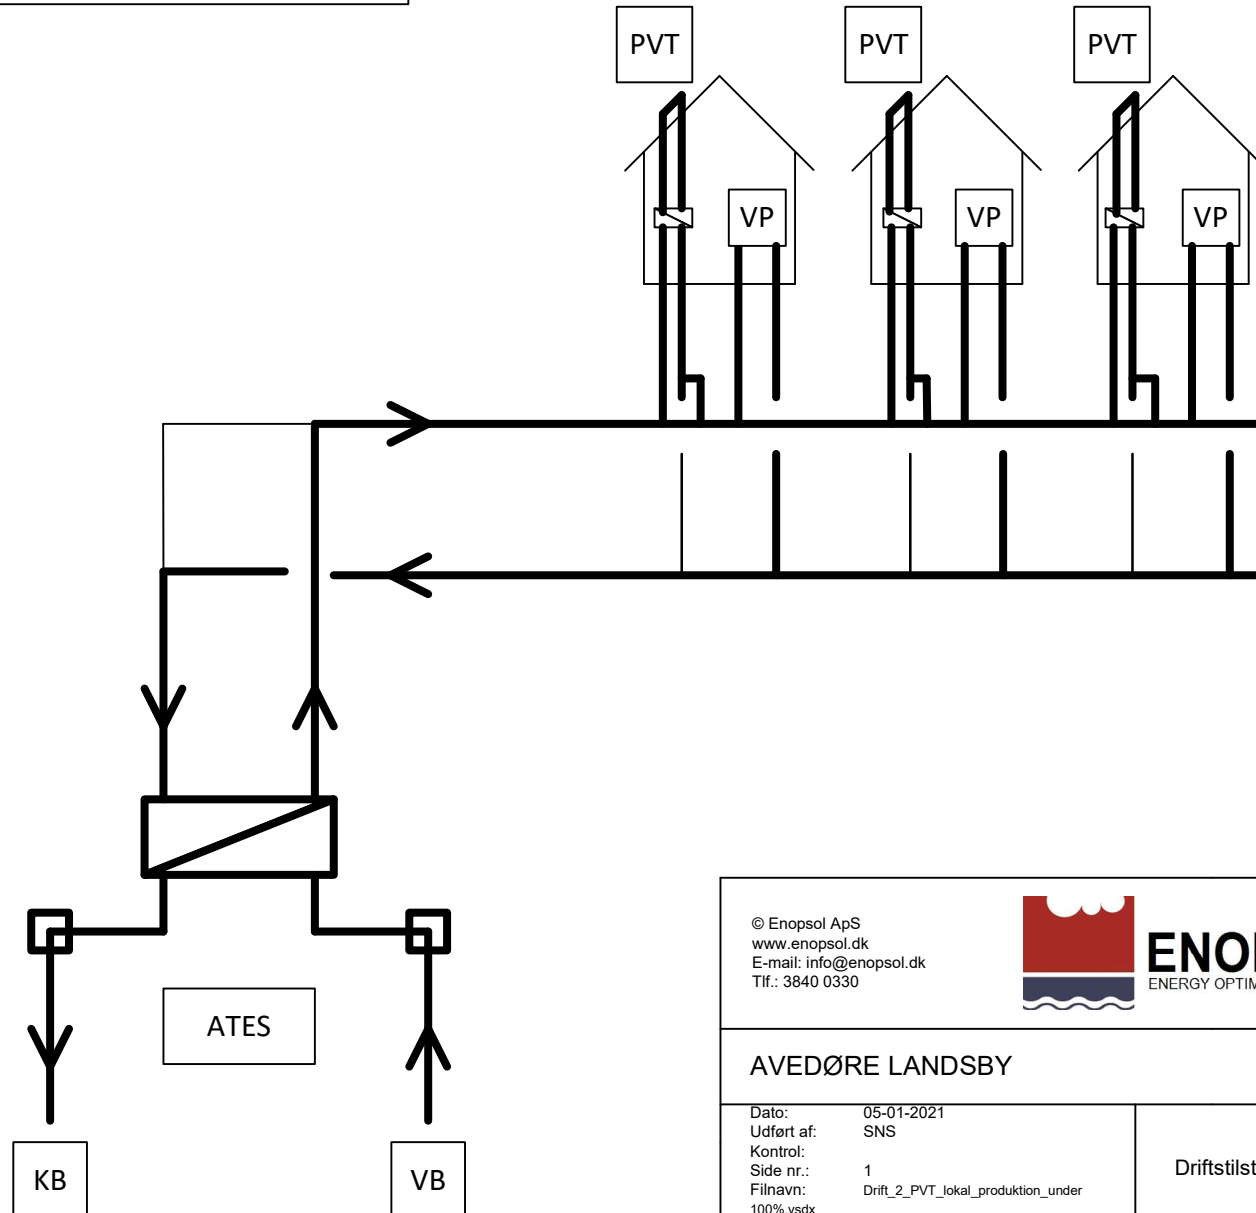 PVT PVT PVT
VP VP VP
ATES
KB VB
© Enopsol ApS
www.enopsol.dk
E-mail: info@enopsol.dk
Tlf.: 3840 0330
ENERGY
AVEDØRE LANDSBY
Dato: 05-01-2021
Udført af: SNS
Kontrol:
Side nr.: 1
Filnavn: Drift_2_PVT_lokal_produktion_under
100%.vsdx